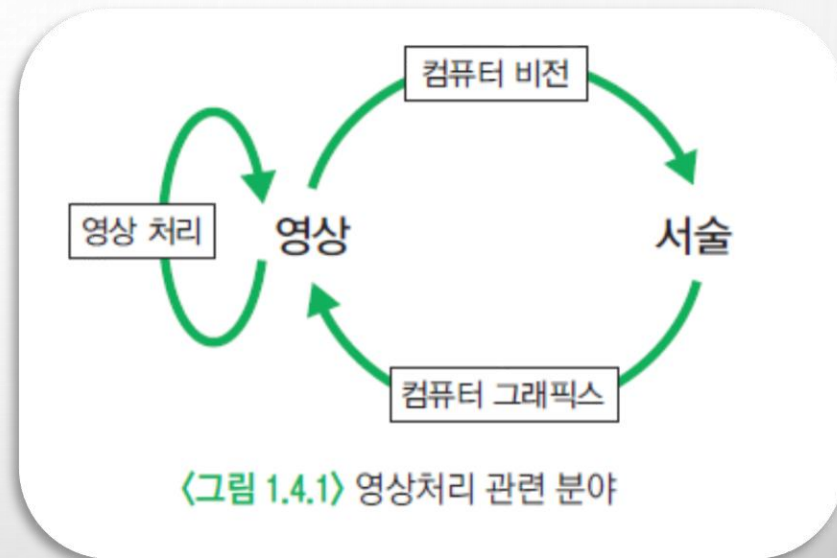 컴퓨터 비전
영상 처리
영상
서술
컴퓨터 그래픽스
〈그림 1.4.1〉 영상처리 관련 분야